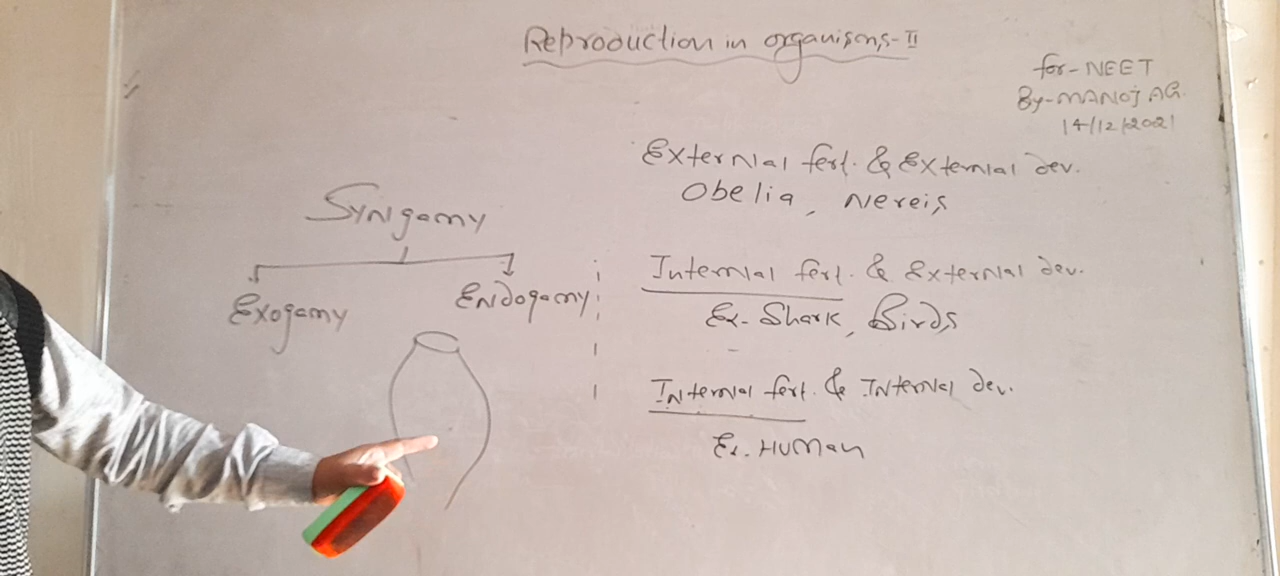 Reproduction in organisms-II
for-NEET
By-MANOJ AG.
14/12/2021
External fert. & External dev.
Obelia, Nereis
Syngamy
Exogamy
Endogamy
Internal fert. & External dev.
Ex- Shark, Birds
Internal fert. & Internal dev.
Ex. Human